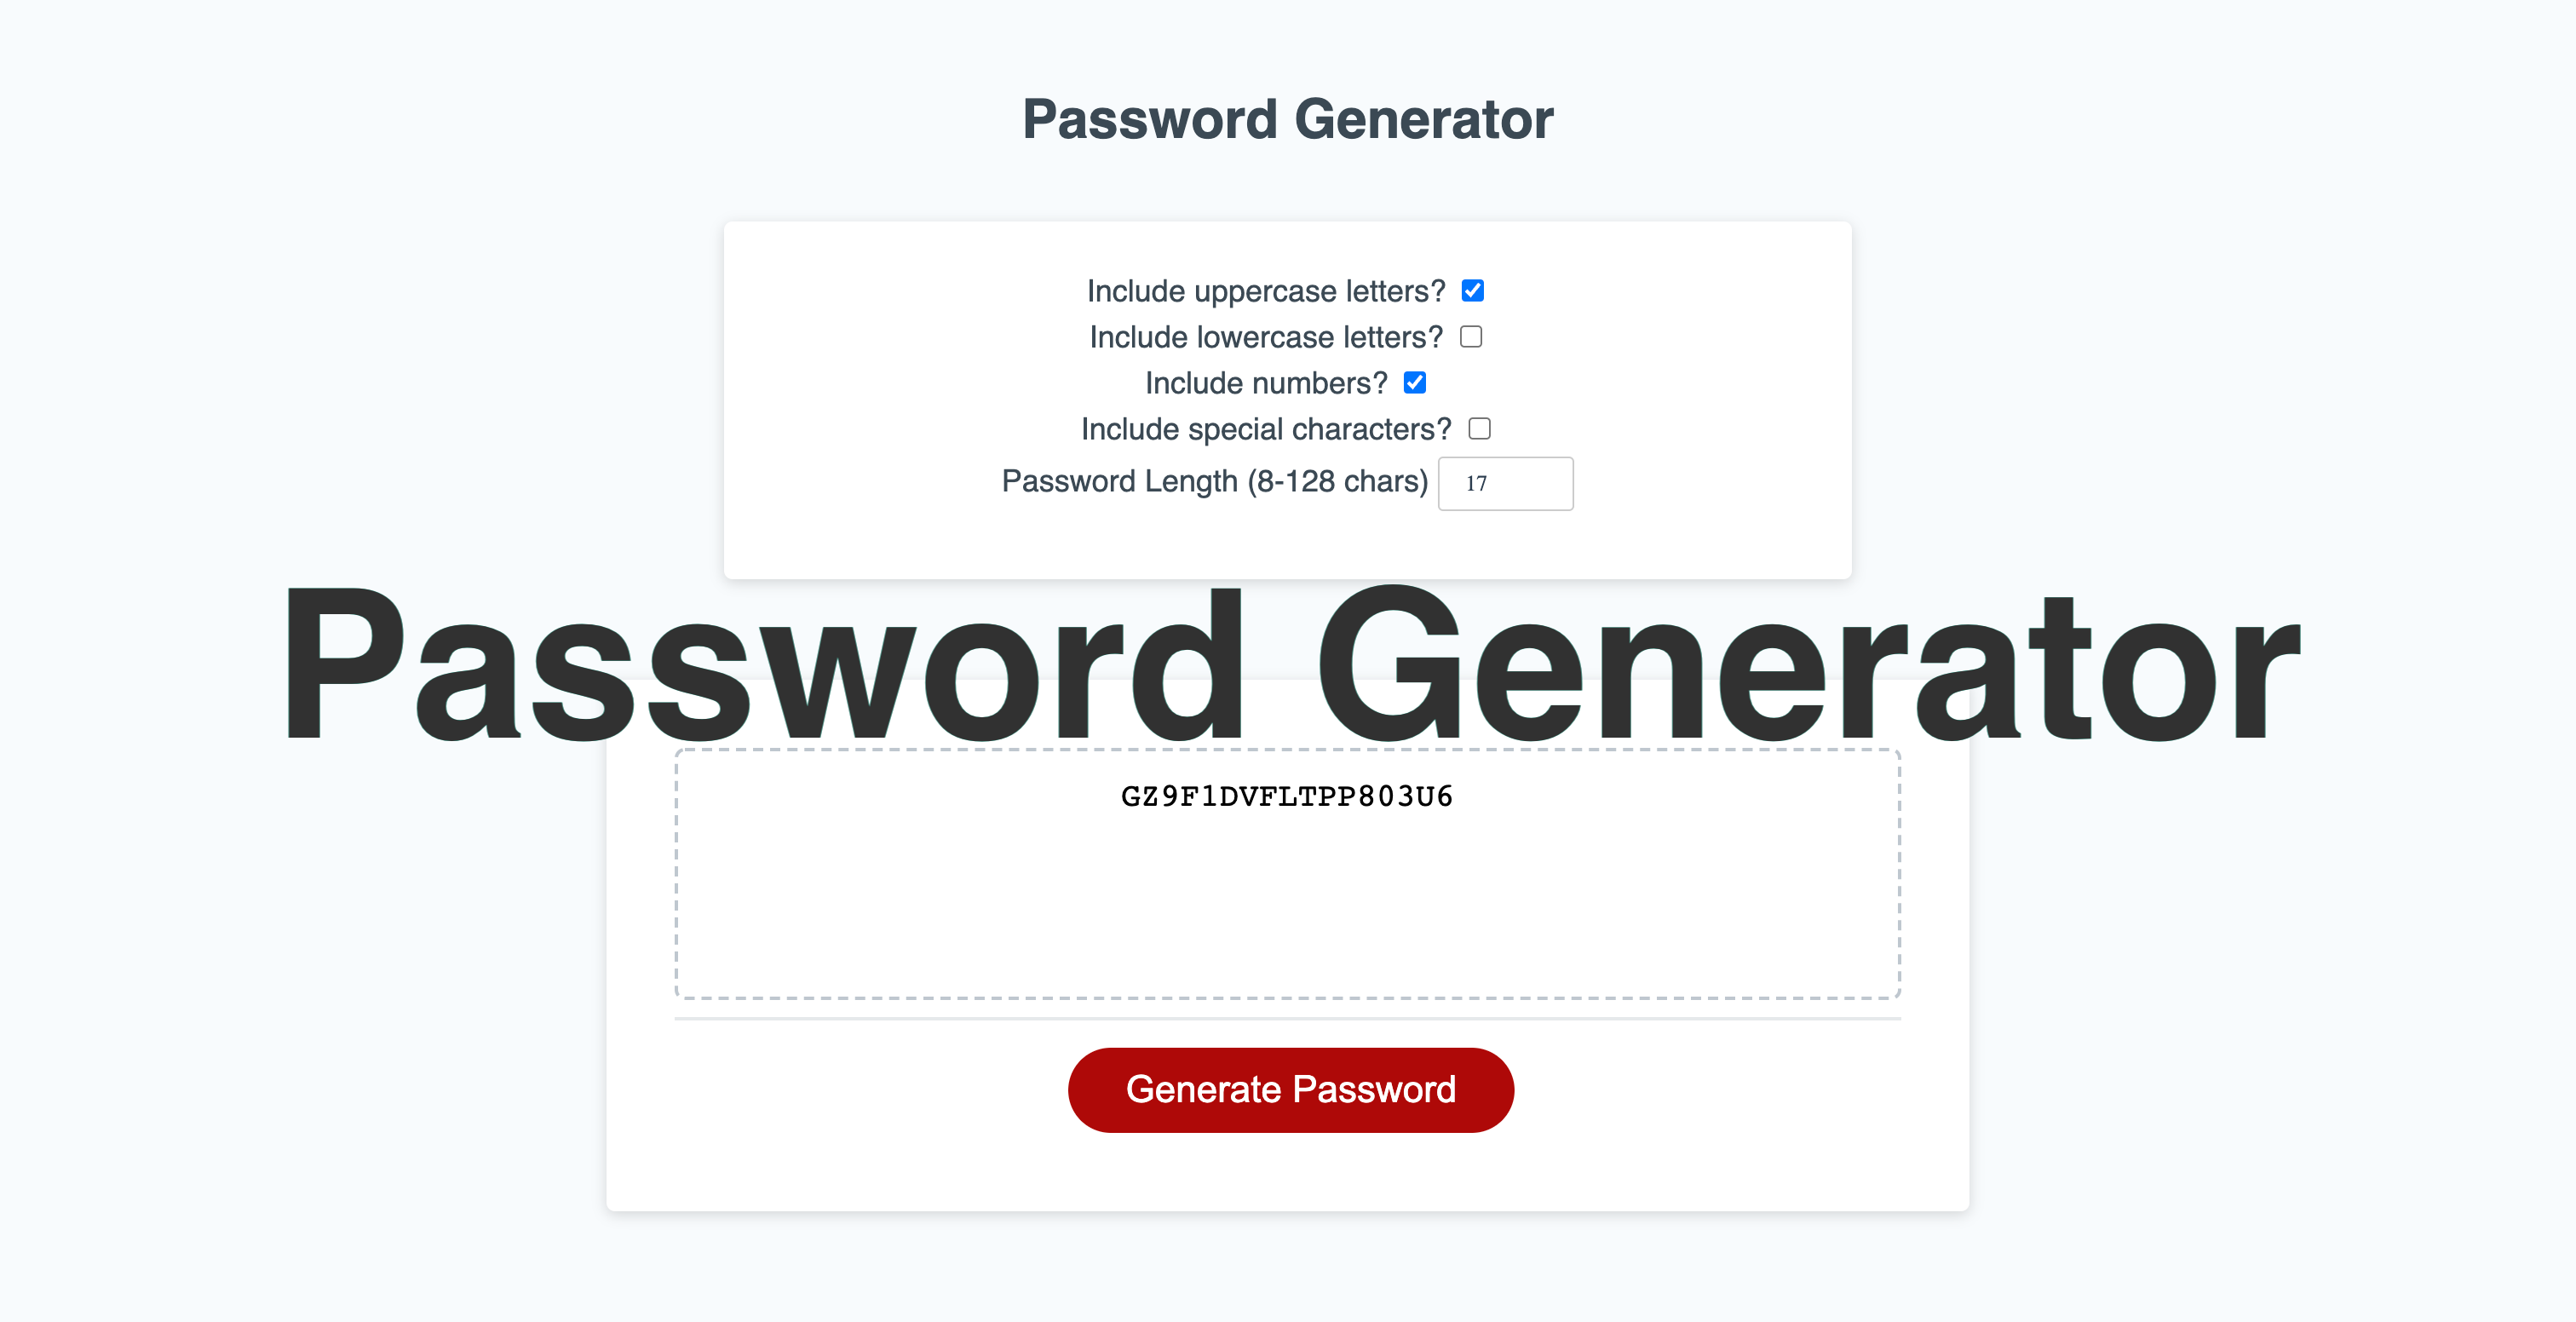 Password Generator
Include uppercase letters?
Include lowercase letters?
Include numbers?
Include special characters?
Password Length (8-128 chars) 17
Password Generator
GZ9F1DVFLTPP803U6
Generate Password